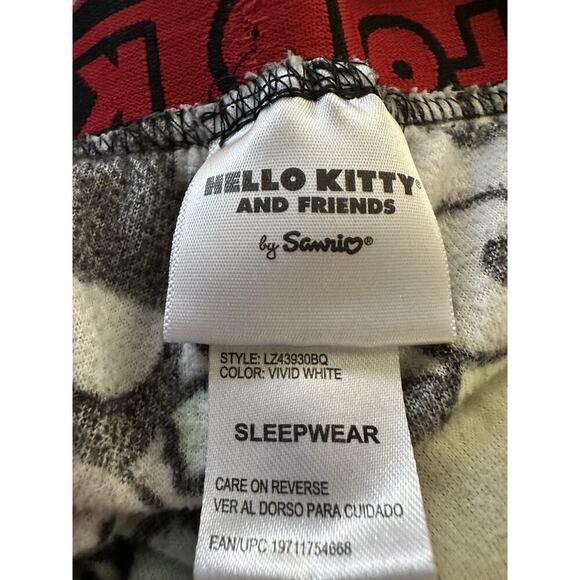 HELLO KITTY®
AND FRIENDS
by Sanrio®
STYLE: LZ43930BQ
COLOR: VIVID WHITE
SLEEPWEAR
CARE ON REVERSE
VER AL DORSO PARA CUIDADO
EAN/UPC 19711754668